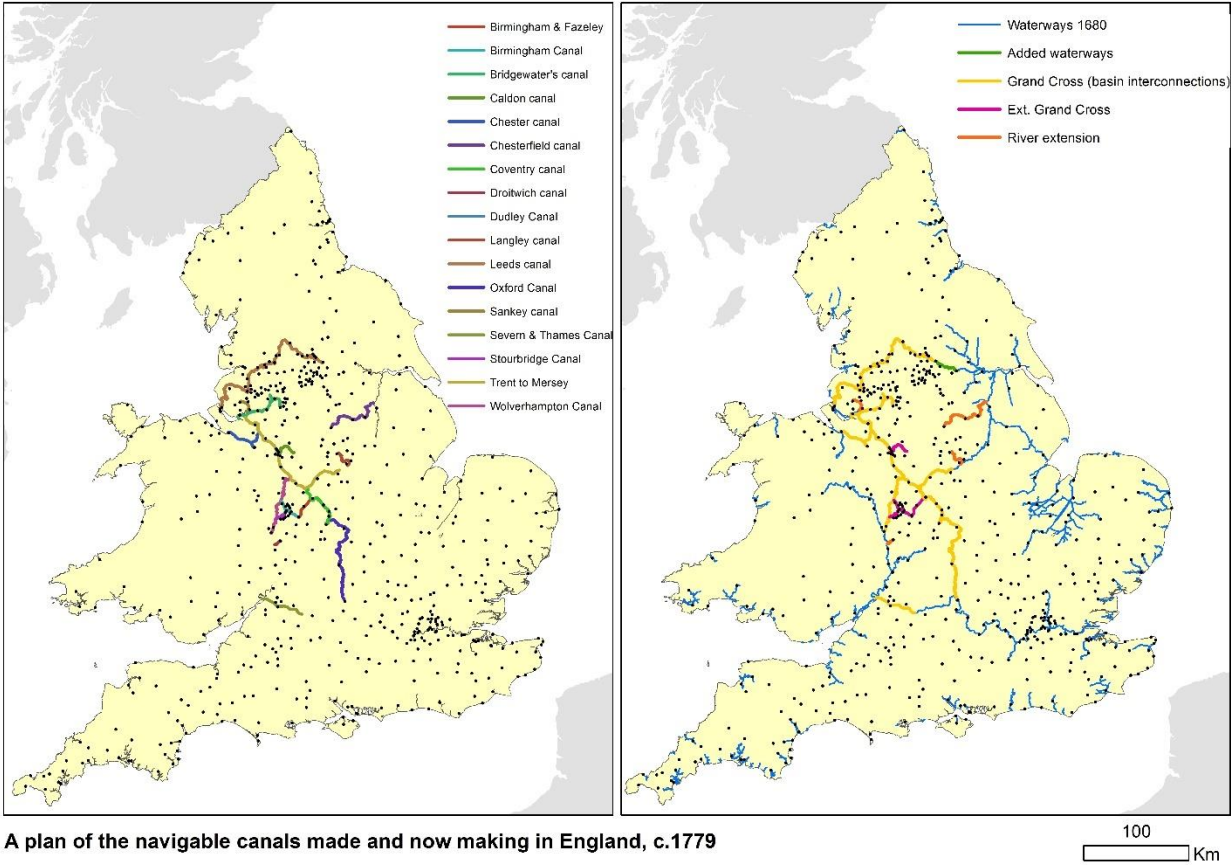 Birmingham & Fazeley
Birmingham Canal
Bridgewater's canal
Caldon canal
Chester canal
Chesterfield canal
Coventry canal
Droitwich canal
Dudley Canal
Langley canal
Leeds canal
Oxford Canal
Sankey canal
Severn & Thames Canal
Stourbridge Canal
Trent to Mersey
Wolverhampton Canal
Waterways 1680
Added waterways
Grand Cross (basin interconnections)
Ext. Grand Cross
River extension
A plan of the navigable canals made and now making in England, c.1779
100
Km